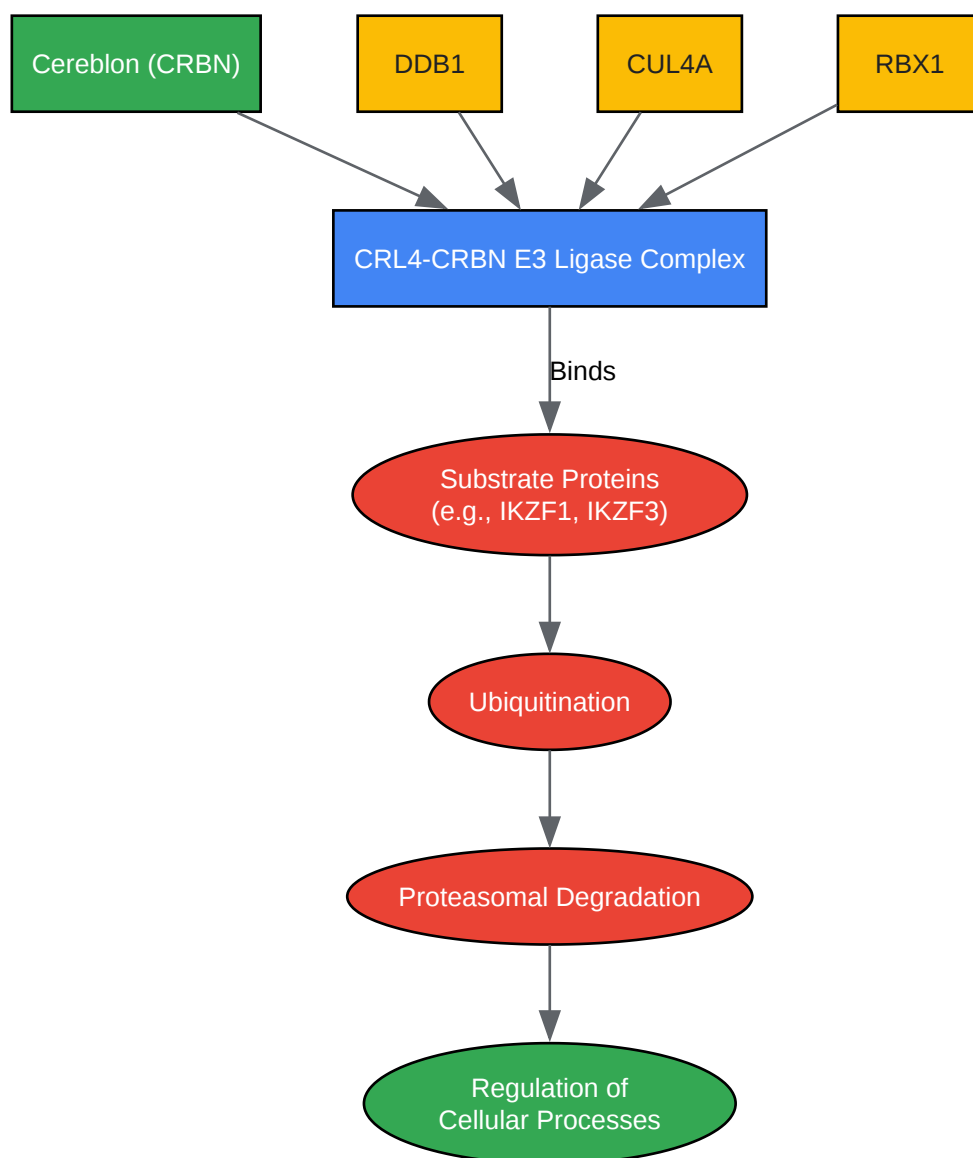 Cereblon (CRBN)
DDB1
CUL4A
RBX1
CRL4-CRBN E3 Ligase Complex
Binds
Substrate Proteins
(e.g., IKZF1, IKZF3)
Ubiquitination
Proteasomal Degradation
Regulation of
Cellular Processes